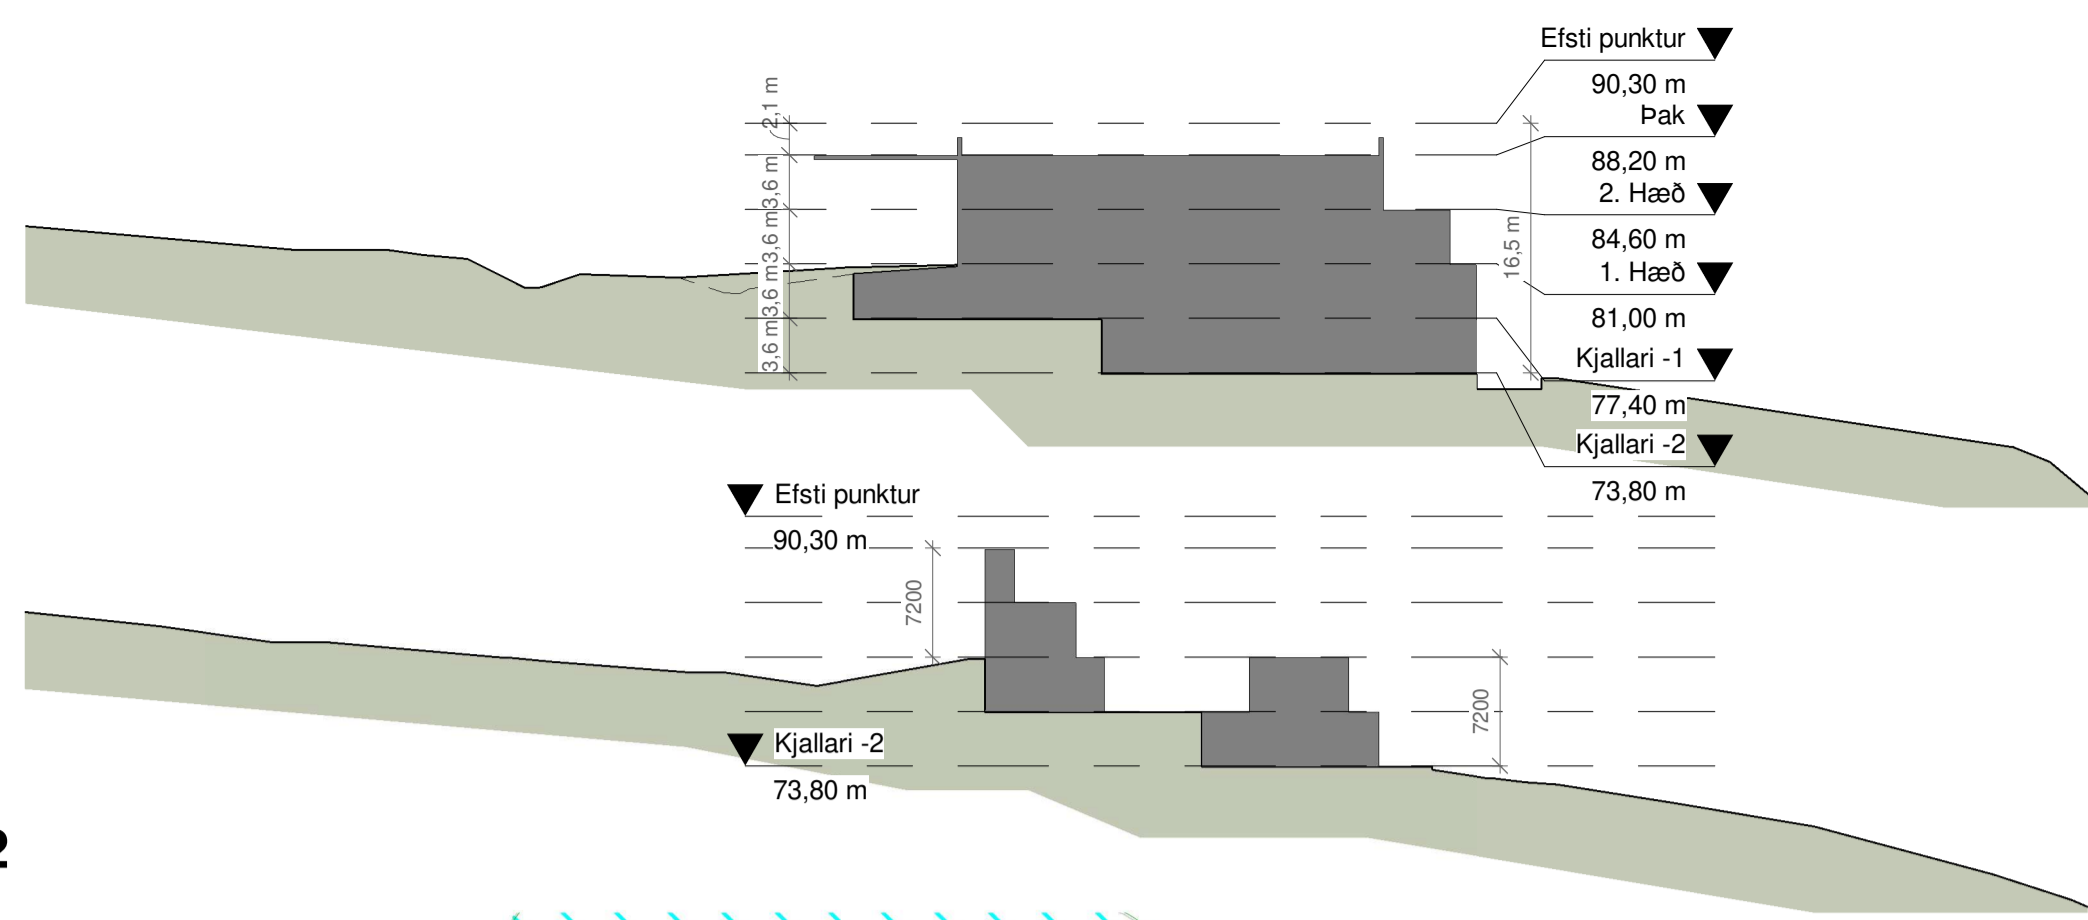 Efsti punktur
90,30 m
Þak
88,20 m
2. Hæð
84,60 m
1. Hæð
81,00 m
Kjallari -1
77,40 m
Kjallari -2
73,80 m
2,1 m
3,6 m
3,6 m
3,6 m
3,6 m
16,5 m
Efsti punktur
90,30 m
7200
7200
Kjallari -2
73,80 m
2